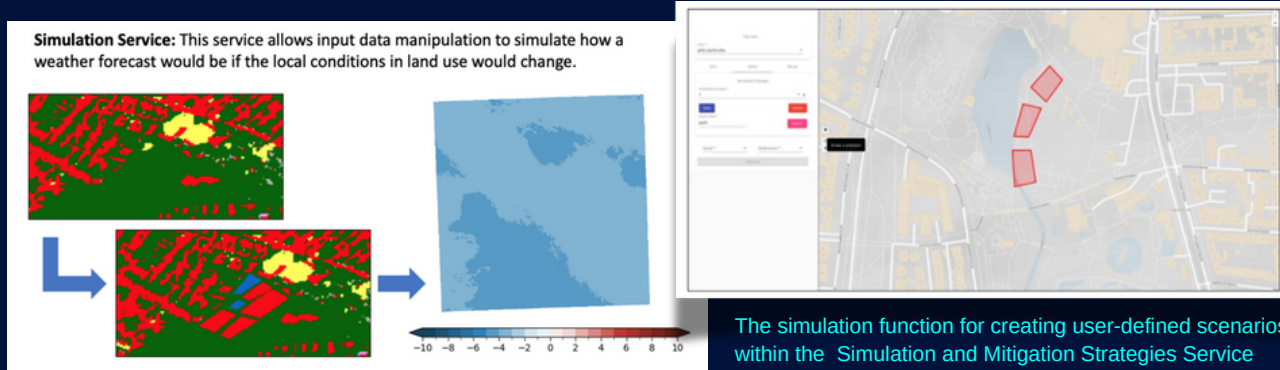 Simulation Service: This service allows input data manipulation to simulate how a
weather forecast would be if the local conditions in land use would change.
−10 −8 −6 −4 −2 0 2 4 6 8 10
The simulation function for creating user-defined scenarios
within the Simulation and Mitigation Strategies Service